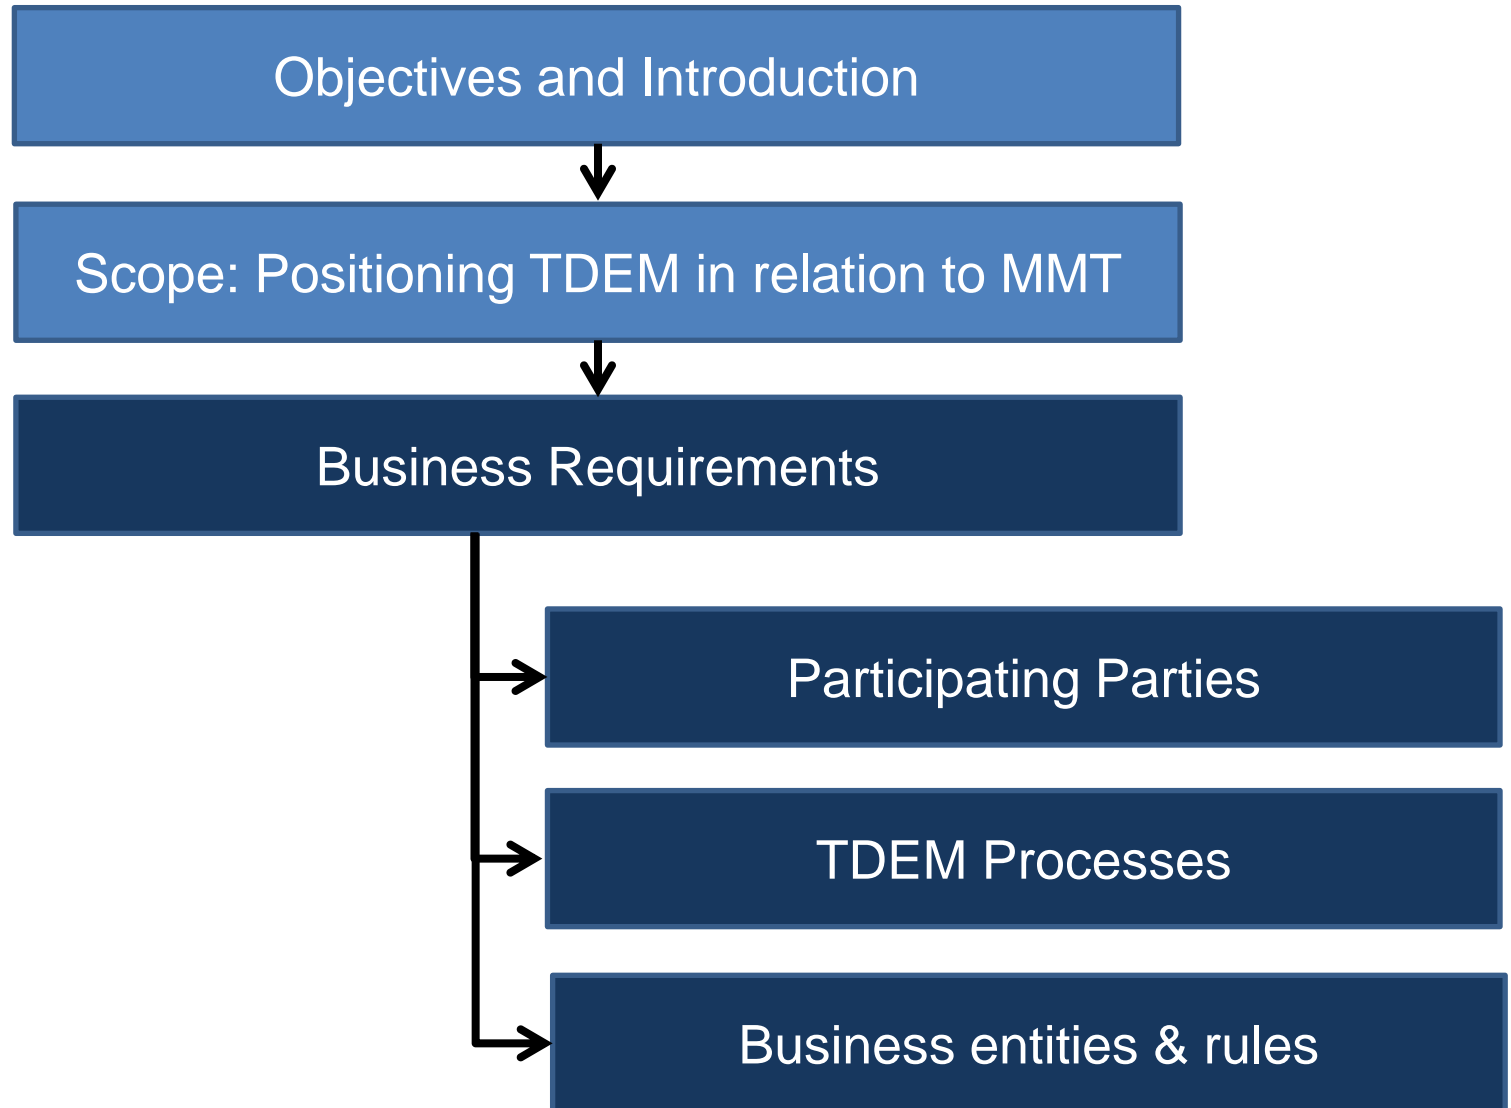 Objectives and Introduction
Scope: Positioning TDEM in relation to MMT
Business Requirements
Participating Parties
TDEM Processes
Business entities & rules